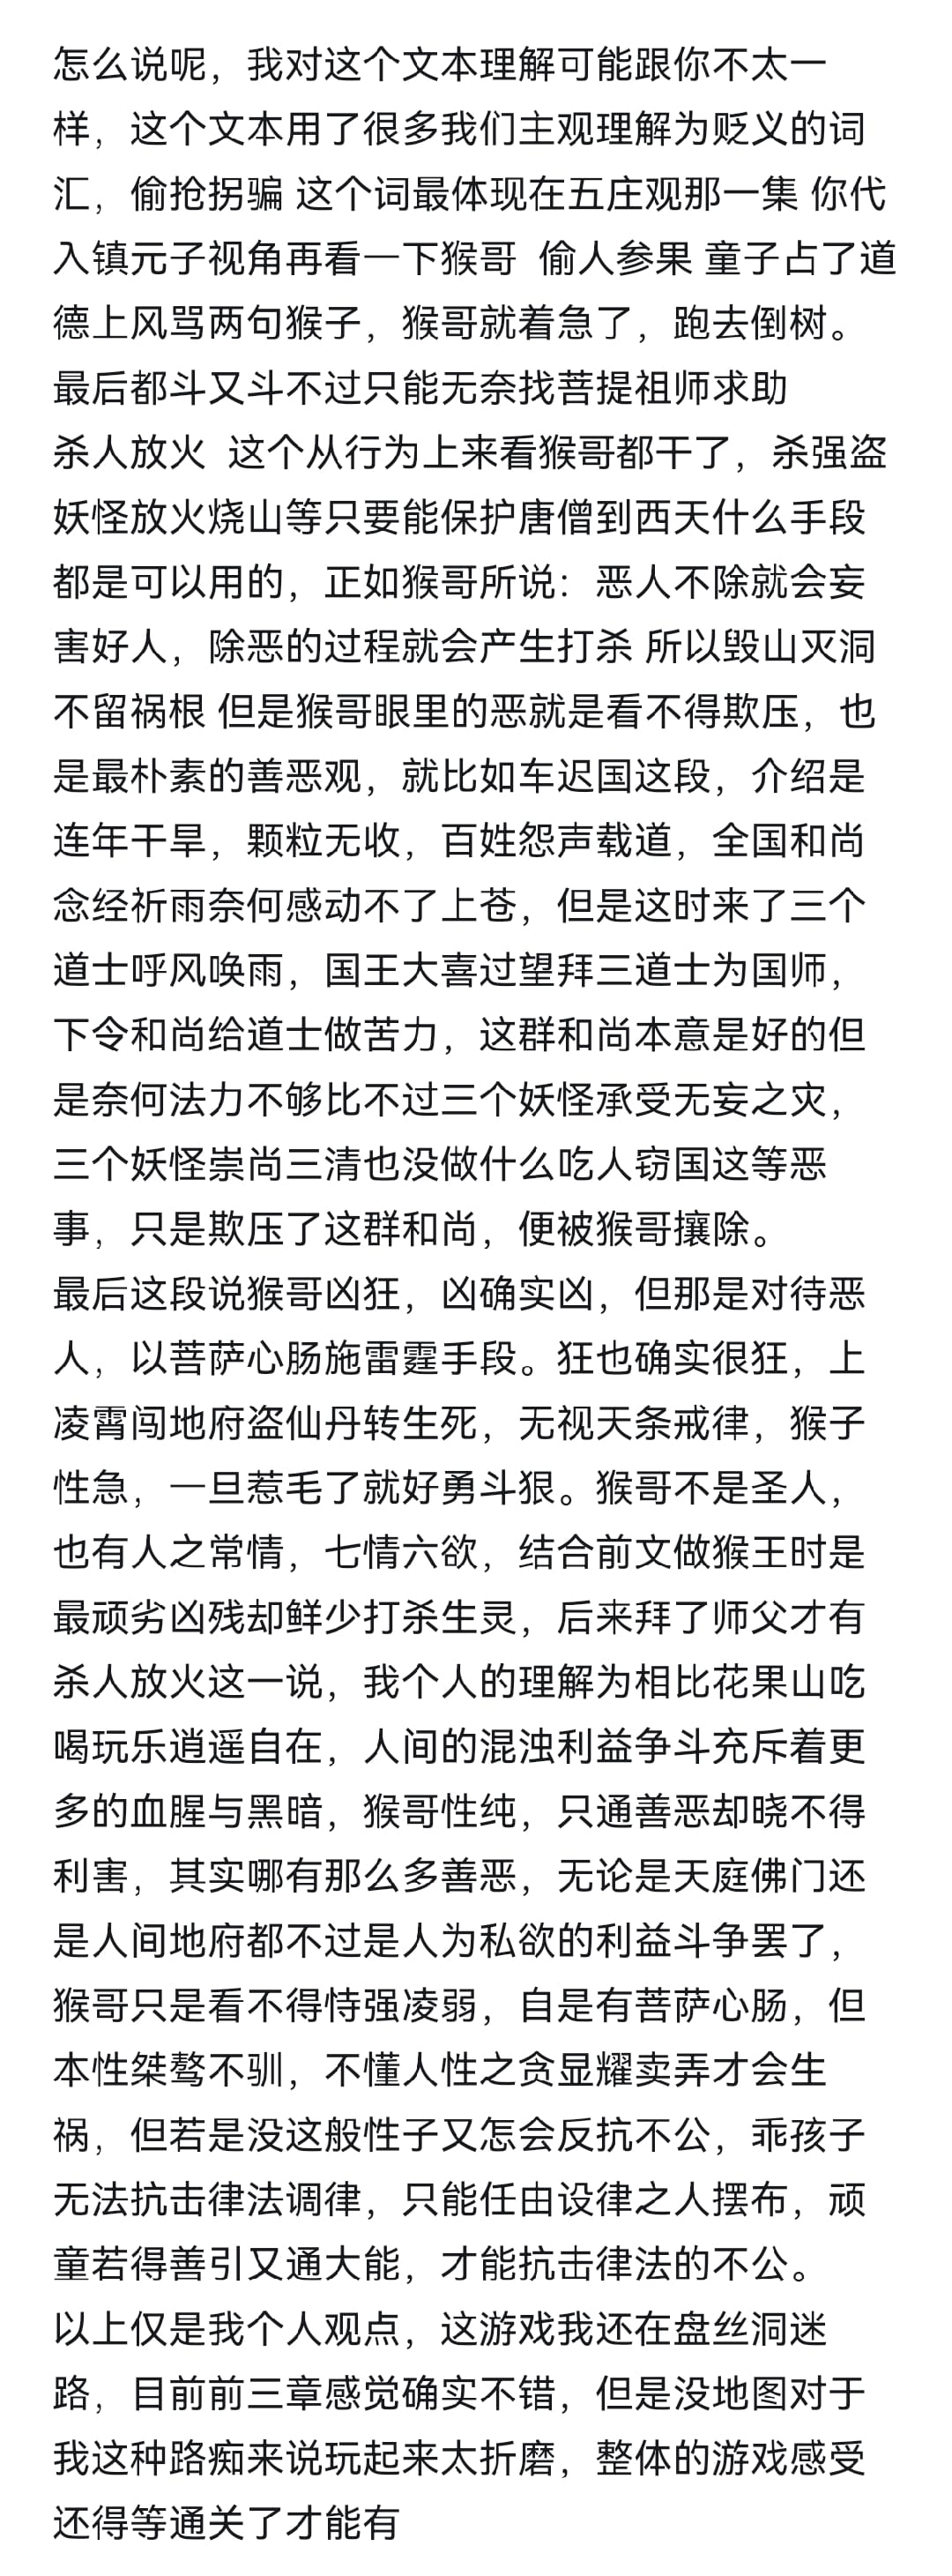 怎么说呢，我对这个文本理解可能跟你不太一
样，这个文本用了很多我们主观理解为贬义的词
汇，偷抢拐骗 这个词最体现在五庄观那一集 你代
入镇元子视角再看一下猴哥  偷人参果 童子占了道
德上风骂两句猴子，猴哥就着急了，跑去倒树。
最后都斗又斗不过只能无奈找菩提祖师求助
杀人放火  这个从行为上来看猴哥都干了，杀强盗
妖怪放火烧山等只要能保护唐僧到西天什么手段
都是可以用的，正如猴哥所说：恶人不除就会妄
害好人，除恶的过程就会产生打杀 所以毁山灭洞
不留祸根 但是猴哥眼里的恶就是看不得欺压，也
是最朴素的善恶观，就比如车迟国这段，介绍是
连年干旱，颗粒无收，百姓怨声载道，全国和尚
念经祈雨奈何感动不了上苍，但是这时来了三个
道士呼风唤雨，国王大喜过望拜三道士为国师，
下令和尚给道士做苦力，这群和尚本意是好的但
是奈何法力不够比不过三个妖怪承受无妄之灾，
三个妖怪崇尚三清也没做什么吃人窃国这等恶
事，只是欺压了这群和尚，便被猴哥攘除。
最后这段说猴哥凶狂，凶确实凶，但那是对待恶
人，以菩萨心肠施雷霆手段。狂也确实很狂，上
凌霄闯地府盗仙丹转生死，无视天条戒律，猴子
性急，一旦惹毛了就好勇斗狠。猴哥不是圣人，
也有人之常情，七情六欲，结合前文做猴王时是
最顽劣凶残却鲜少打杀生灵，后来拜了师父才有
杀人放火这一说，我个人的理解为相比花果山吃
喝玩乐逍遥自在，人间的混浊利益争斗充斥着更
多的血腥与黑暗，猴哥性纯，只通善恶却晓不得
利害，其实哪有那么多善恶，无论是天庭佛门还
是人间地府都不过是人为私欲的利益斗争罢了，
猴哥只是看不得恃强凌弱，自是有菩萨心肠，但
本性桀骜不驯，不懂人性之贪显耀卖弄才会生
祸，但若是没这般性子又怎会反抗不公，乖孩子
无法抗击律法调律，只能任由设律之人摆布，顽
童若得善引又通大能，才能抗击律法的不公。
以上仅是我个人观点，这游戏我还在盘丝洞迷
路，目前前三章感觉确实不错，但是没地图对于
我这种路痴来说玩起来太折磨，整体的游戏感受
还得等通关了才能有